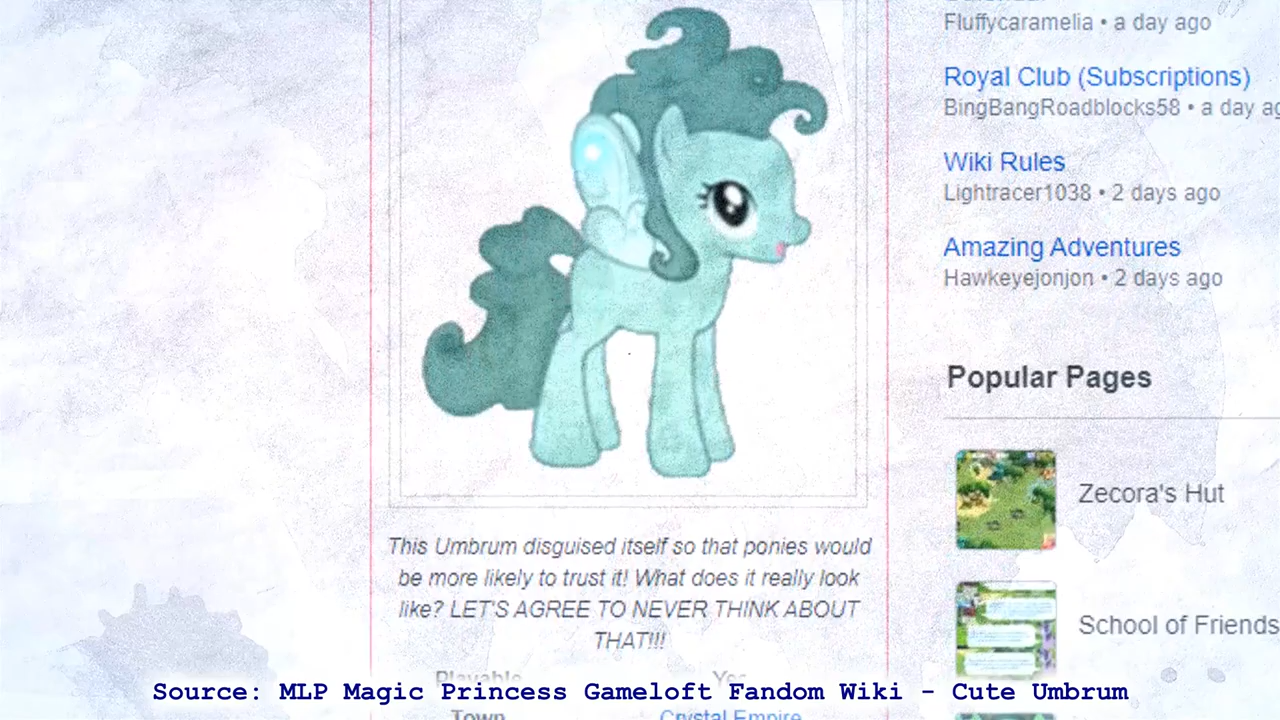 Fluffycaramelia • a day ago
Royal Club (Subscriptions)
BingBangRoadblocks58 • a day ag
Wiki Rules
Lightracer1038 • 2 days ago
Amazing Adventures
Hawkeyejonjon • 2 days ago
Popular Pages
Zecora's Hut
School of Friends
This Umbrum disguised itself so that ponies would
be more likely to trust it! What does it really look
like? LET'S AGREE TO NEVER THINK ABOUT
THAT!!!
Playable Yes
Source: MLP Magic Princess Gameloft Fandom Wiki - Cute Umbrum
Town Crystal Empire